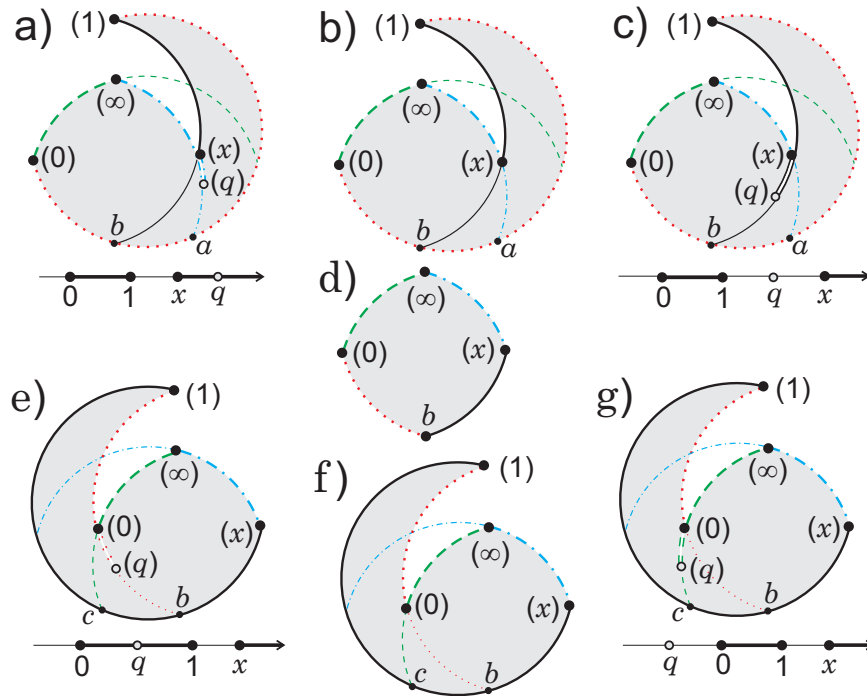 a)
(1)
(∞)
(0)
(x)
(q)
b
a
0 1 x q
b)
(1)
(∞)
(0)
(x)
b
a
c)
(1)
(∞)
(0)
(x)
(q)
b
a
0 1 q x
d)
(∞)
(0)
(x)
b
e)
(1)
(∞)
(0)
(x)
(q)
b
c
0 q 1 x
f)
(1)
(∞)
(0)
(x)
c
b
g)
(1)
(∞)
(0)
(x)
(q)
b
c
q 0 1 x